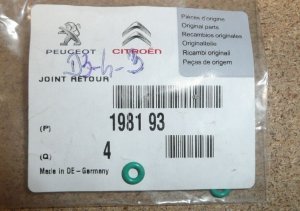 Pièces d'origine
Original parts
Recambios originales
Originalteile
Ricambi originali
Peças de origem
PEUGEOT CITROËN
JOINT RETOUR
(P) 1981 93
(Q) 4
Made in DE - Germany